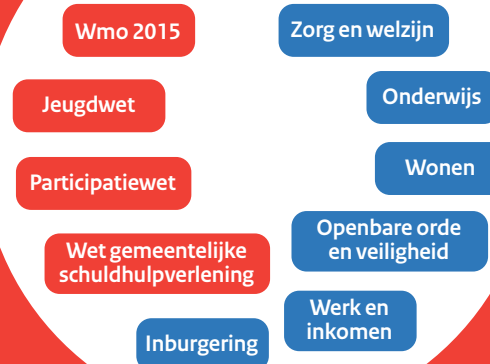 Wmo 2015
Zorg en welzijn
Jeugdwet
Onderwijs
Participatiewet
Wonen
Wet gemeentelijke
schuldhulpverlening
Openbare orde
en veiligheid
Werk en
inkomen
Inburgering